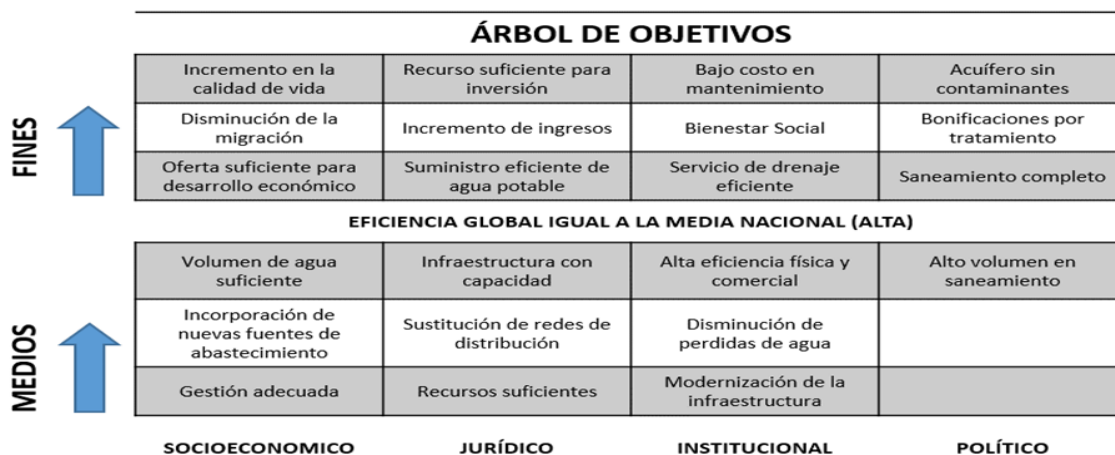 ÁRBOL DE OBJETIVOS
FINES
Incremento en la
calidad de vida
Recurso suficiente para
inversión
Bajo costo en
mantenimiento
Acuífero sin
contaminantes
Disminución de la
migración
Incremento de ingresos
Bienestar Social
Bonificaciones por
tratamiento
Oferta suficiente para
desarrollo económico
Suministro eficiente de
agua potable
Servicio de drenaje
eficiente
Saneamiento completo
EFICIENCIA GLOBAL IGUAL A LA MEDIA NACIONAL (ALTA)
MEDIOS
Volumen de agua
suficiente
Infraestructura con
capacidad
Alta eficiencia física y
comercial
Alto volumen en
saneamiento
Incorporación de
nuevas fuentes de
abastecimiento
Sustitución de redes de
distribución
Disminución de
perdidas de agua
Gestión adecuada
Recursos suficientes
Modernización de la
infraestructura
SOCIOECONOMICO
JURÍDICO
INSTITUCIONAL
POLÍTICO